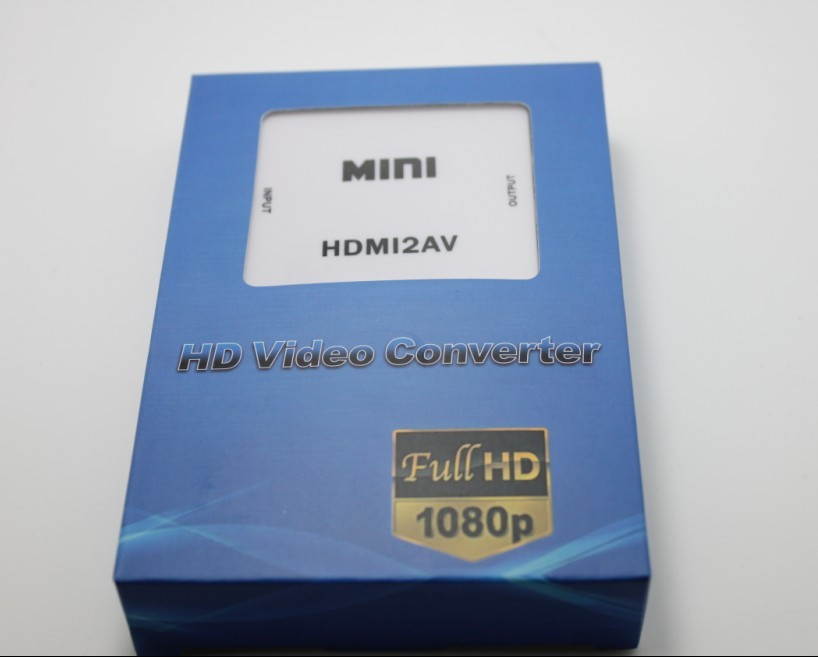 MINI
INPUT
OUTPUT
HDMI2AV
HD Video Converter
Full HD
1080p